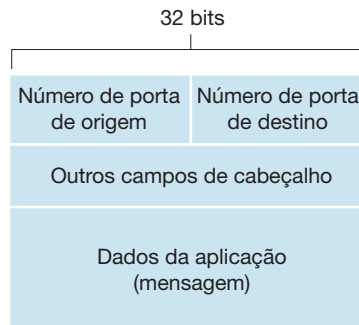 32 bits
Número de porta
de origem
Número de porta
de destino
Outros campos de cabeçalho
Dados da aplicação
(mensagem)